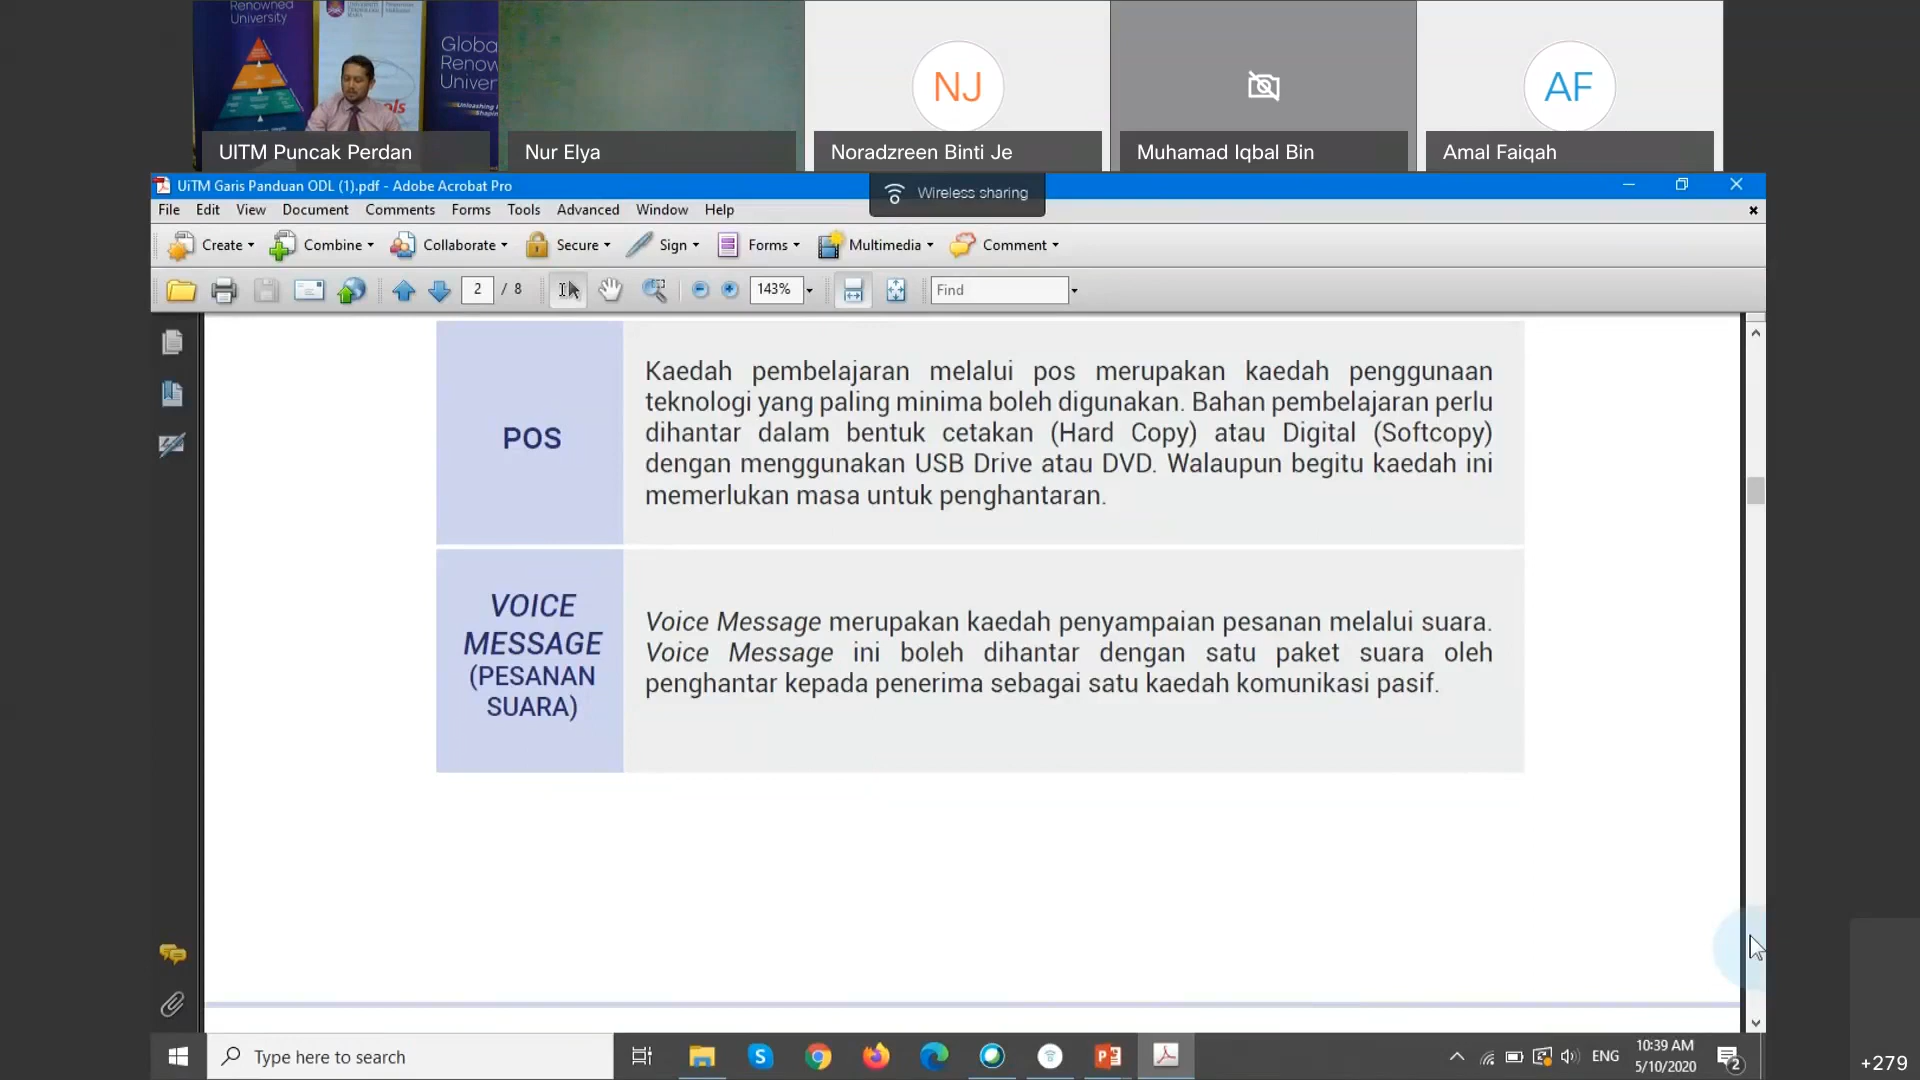 Renowned
University
Globa
Renow
Univer
UITM Puncak Perdan
Nur Elya
NJ
Noradzreen Binti Je
Muhamad Iqbal Bin
AF
Amal Faiqah
UiTM Garis Panduan ODL (1).pdf - Adobe Acrobat Pro
Wireless sharing
File Edit View Document Comments Forms Tools Advanced Window Help
Create Combine Collaborate Secure Sign Forms Multimedia Comment
2 / 8 143% Find
POS
Kaedah pembelajaran melalui pos merupakan kaedah penggunaan
teknologi yang paling minima boleh digunakan. Bahan pembelajaran perlu
dihantar dalam bentuk cetakan (Hard Copy) atau Digital (Softcopy)
dengan menggunakan USB Drive atau DVD. Walaupun begitu kaedah ini
memerlukan masa untuk penghantaran.
VOICE
MESSAGE
(PESANAN
SUARA)
Voice Message merupakan kaedah penyampaian pesanan melalui suara.
Voice Message ini boleh dihantar dengan satu paket suara oleh
penghantar kepada penerima sebagai satu kaedah komunikasi pasif.
Type here to search
ENG
10:39 AM
5/10/2020
2
+279